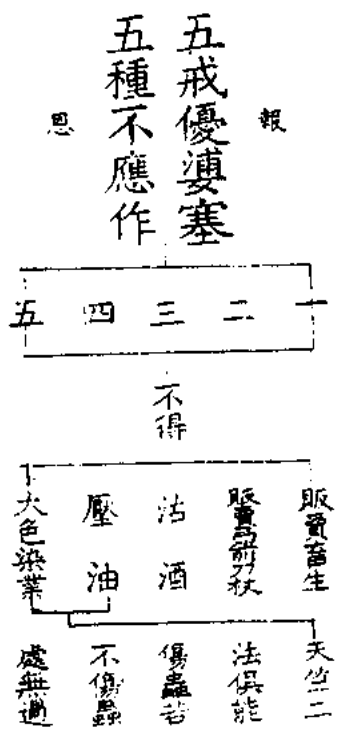 報恩
五戒優婆塞
五種不應作
一
二
三
四
五
不得
販賣畜生
販賣弓箭刀杖
沽酒
壓油
大色染業
天竺二
法俱能
傷蟲若
不傷蟲
處無過